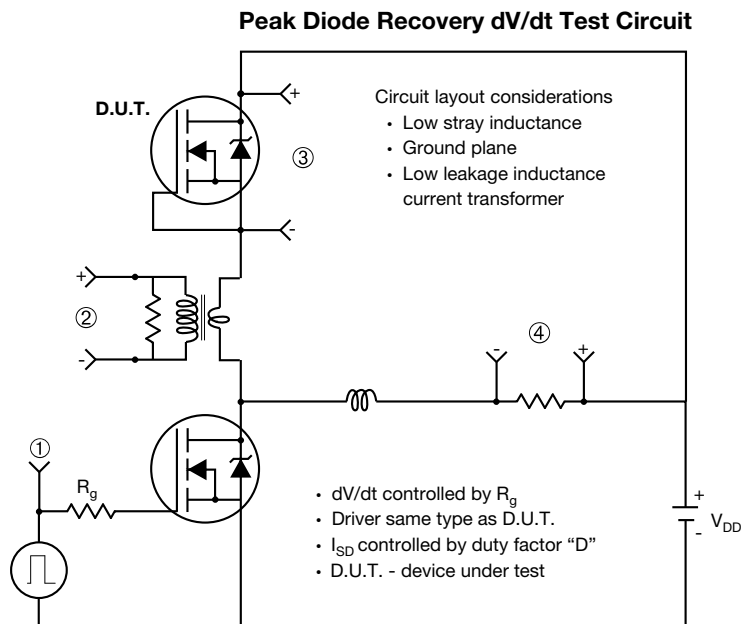 Peak Diode Recovery dV/dt Test Circuit
D.U.T.
+
-
③
Circuit layout considerations
• Low stray inductance
• Ground plane
• Low leakage inductance
current transformer
+
②
-
-
④
+
①
Rg
• dV/dt controlled by Rg
• Driver same type as D.U.T.
• ISD controlled by duty factor “D”
• D.U.T. - device under test
+
-
VDD